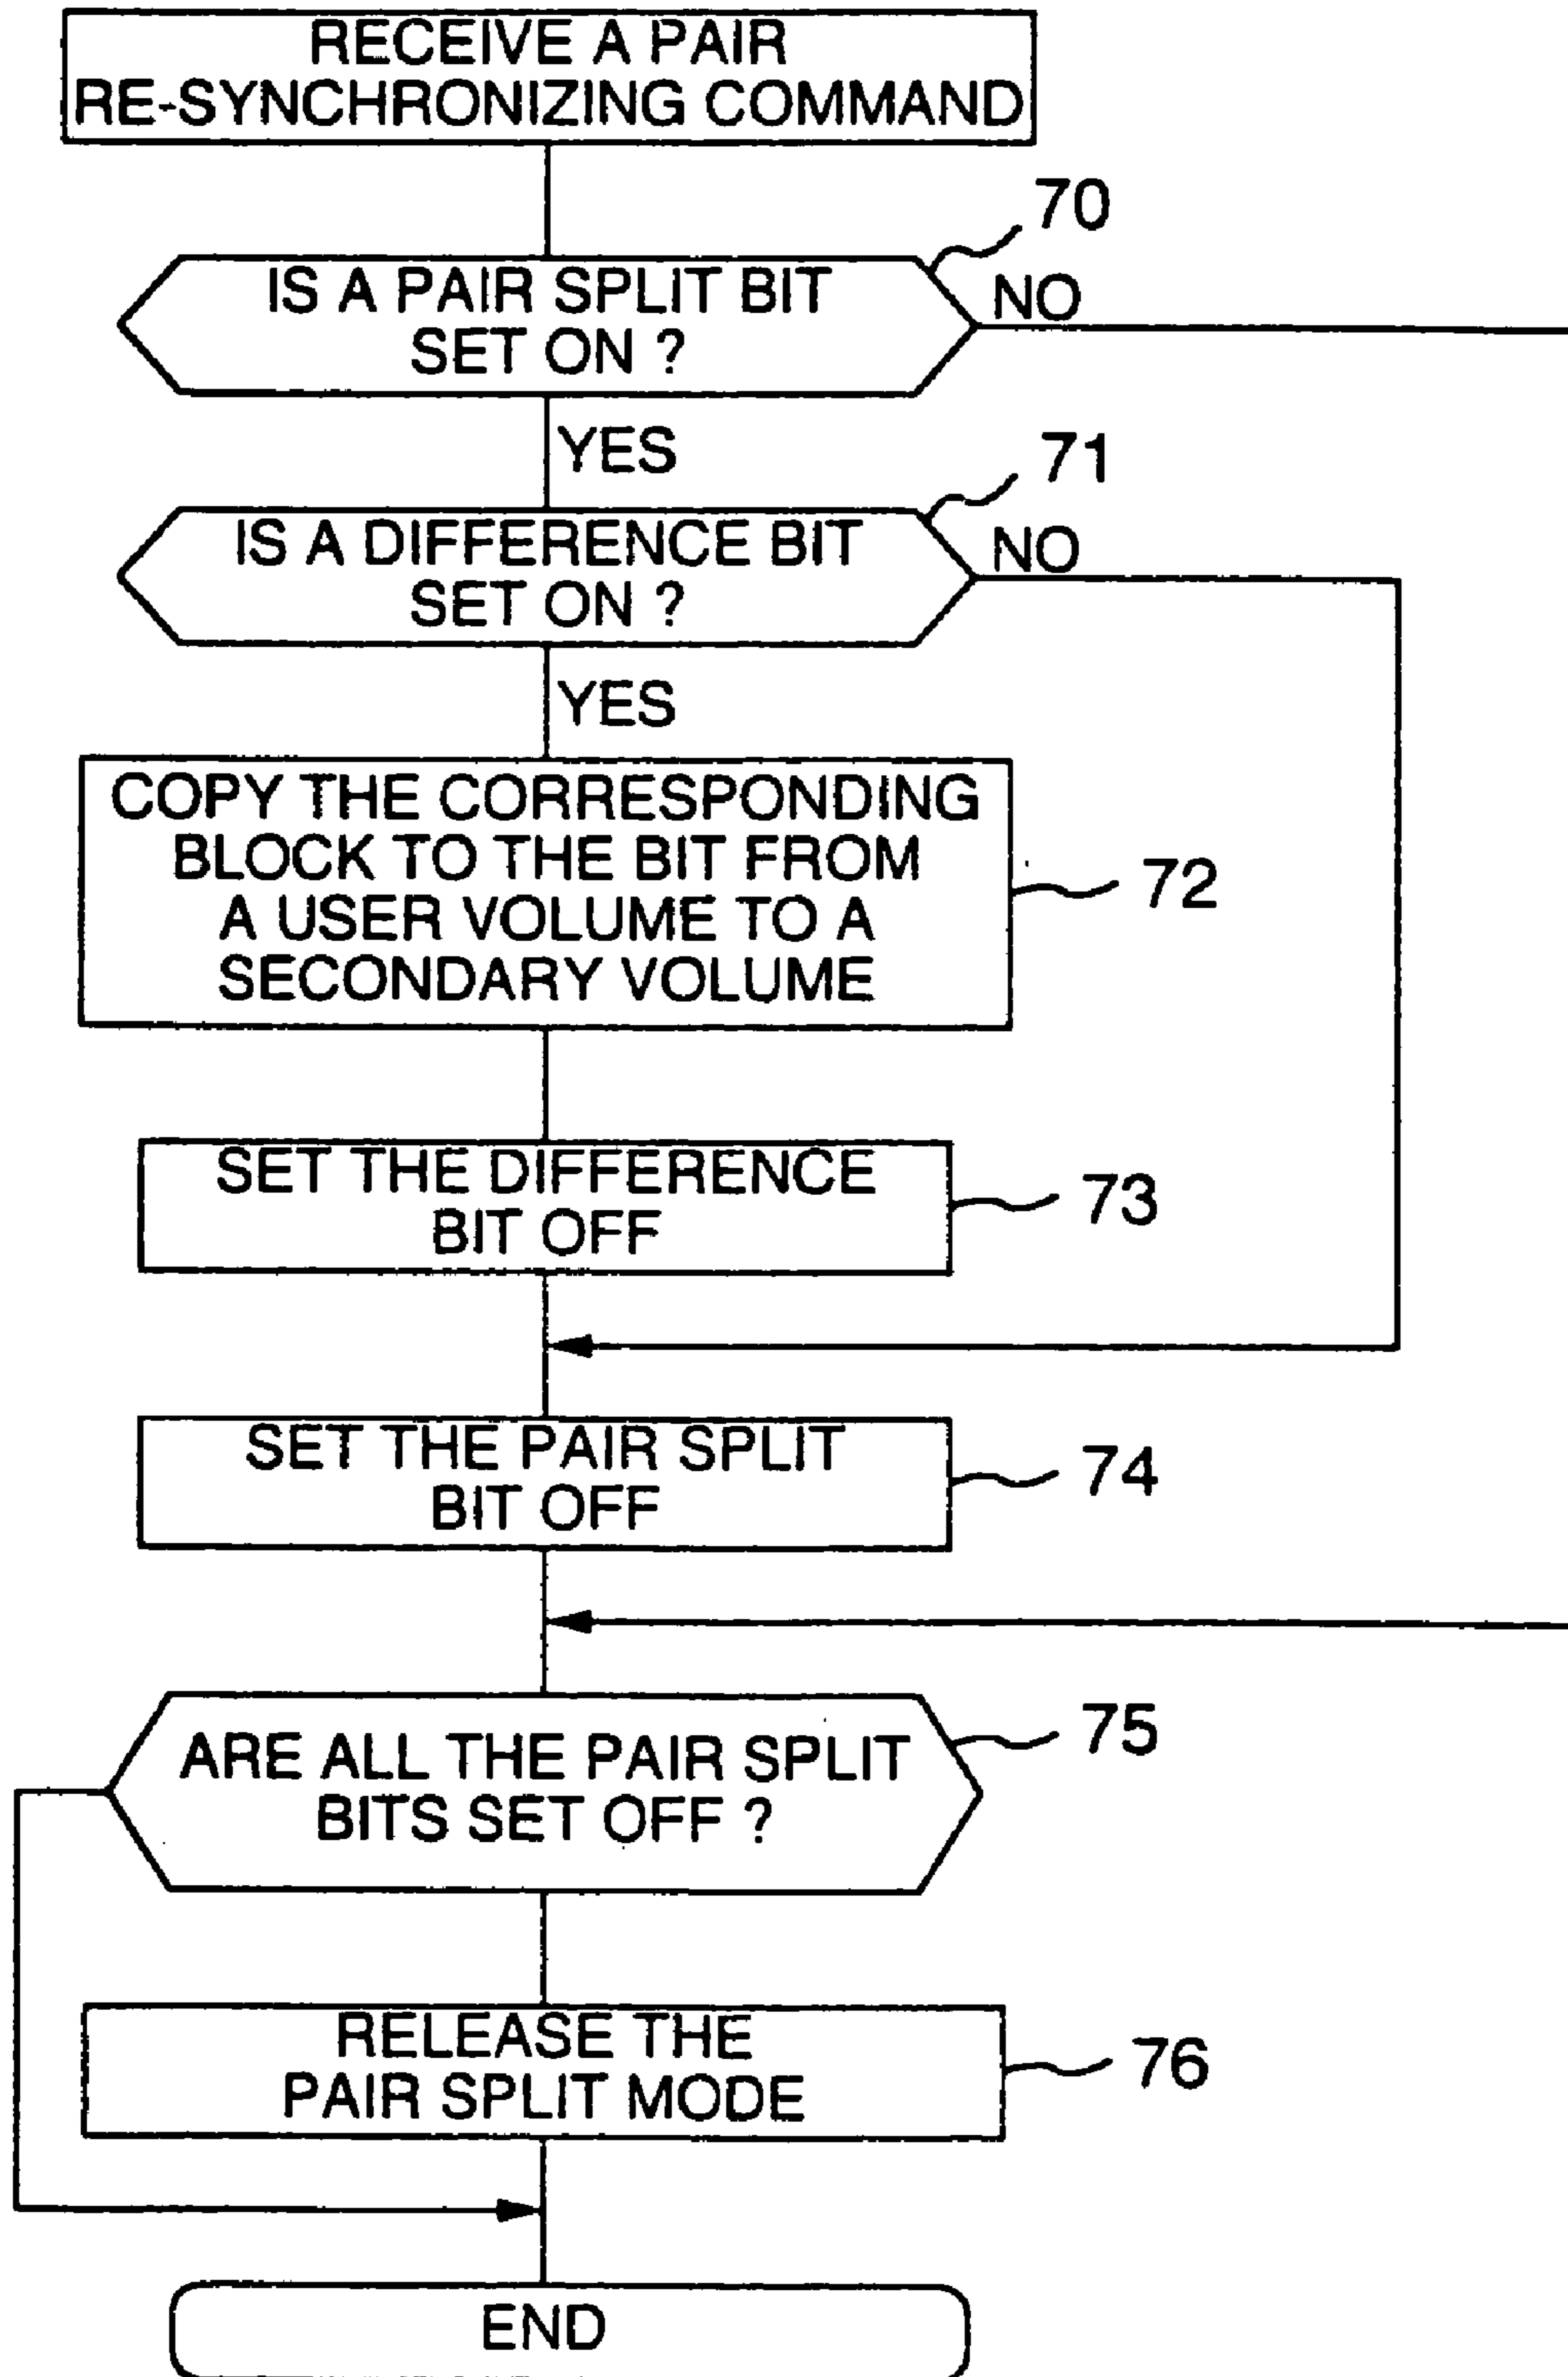 RECEIVE A PAIR
RE-SYNCHRONIZING COMMAND
70
IS A PAIR SPLIT BIT
SET ON ?
NO
YES
71
IS A DIFFERENCE BIT
SET ON ?
NO
YES
COPY THE CORRESPONDING
BLOCK TO THE BIT FROM
A USER VOLUME TO A
SECONDARY VOLUME
72
SET THE DIFFERENCE
BIT OFF
73
SET THE PAIR SPLIT
BIT OFF
74
ARE ALL THE PAIR SPLIT
BITS SET OFF ?
75
RELEASE THE
PAIR SPLIT MODE
76
END